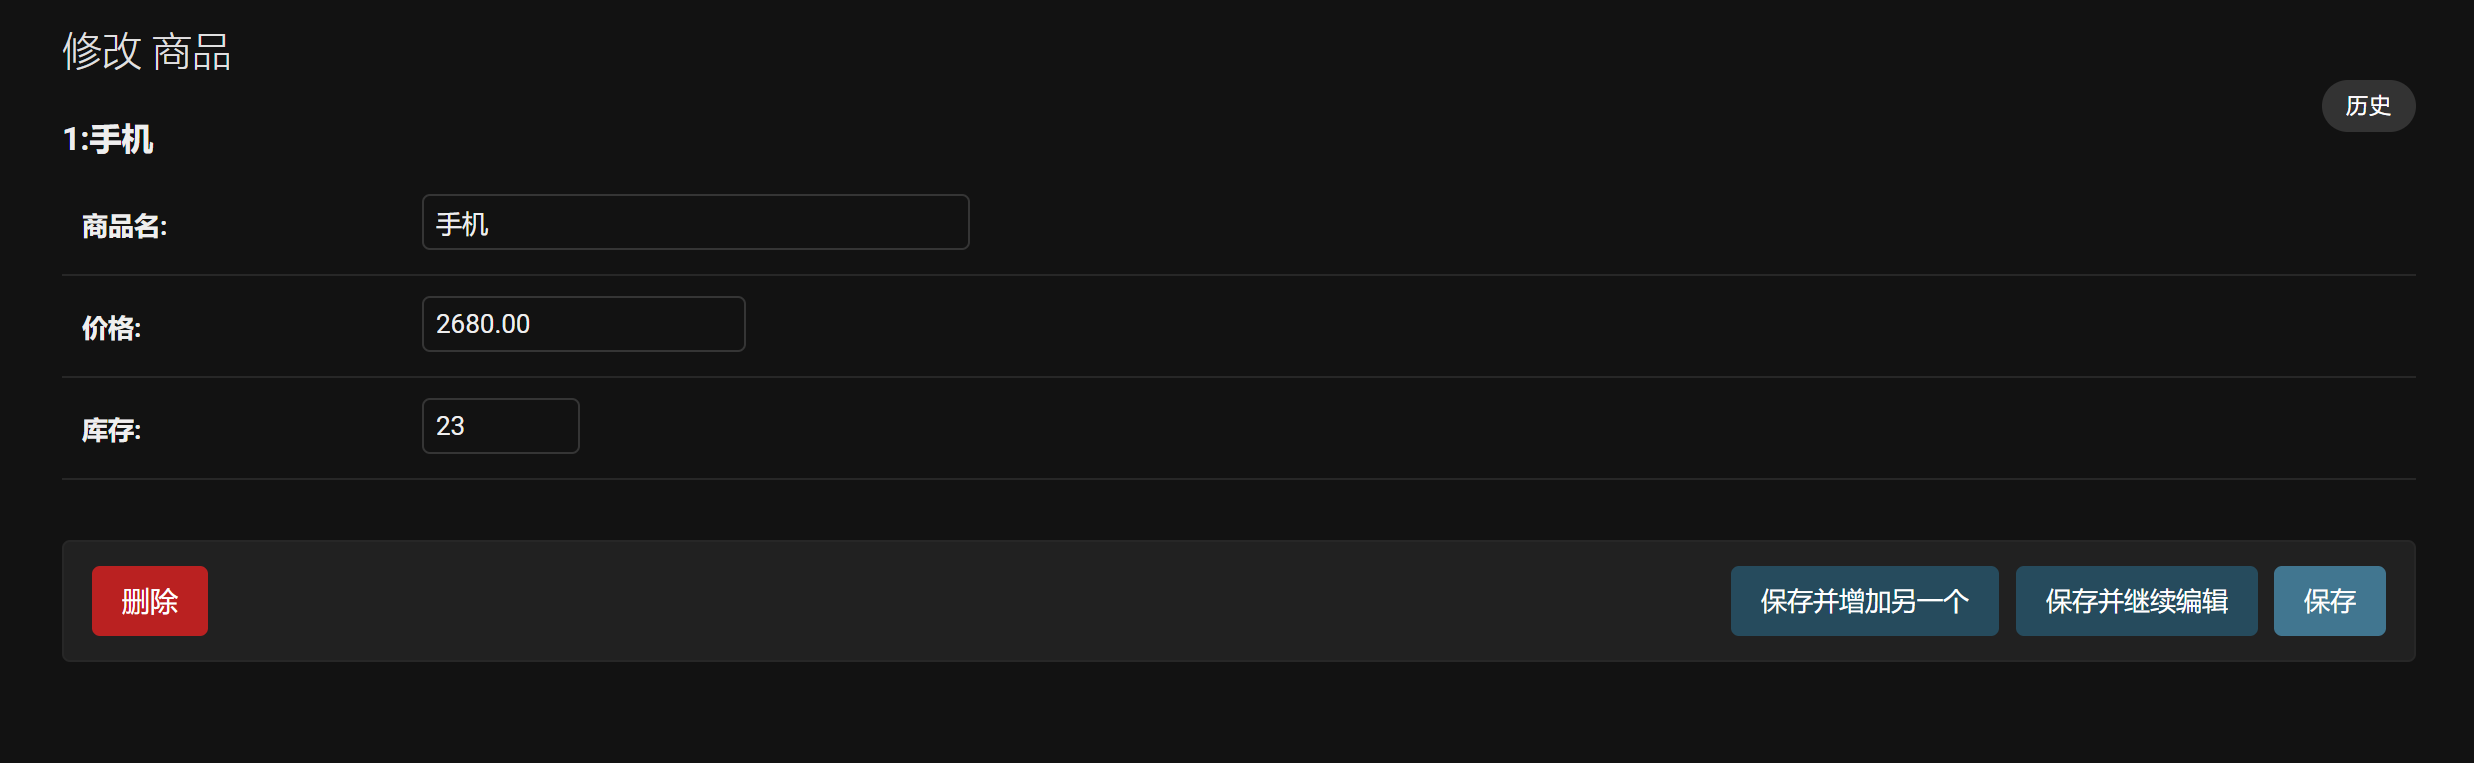 修改 商品
历史
1:手机
商品名: 手机
价格: 2680.00
库存: 23
删除 保存并增加另一个 保存并继续编辑 保存